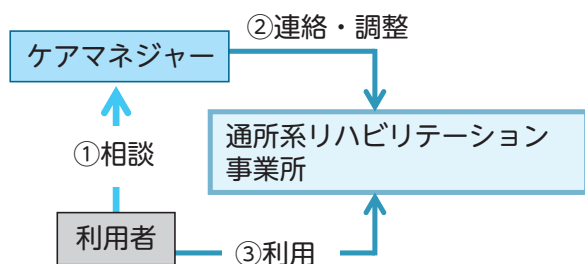 ②連絡・調整
ケアマネジャー
通所系リハビリテーション
事業所
①相談
利用者
③利用